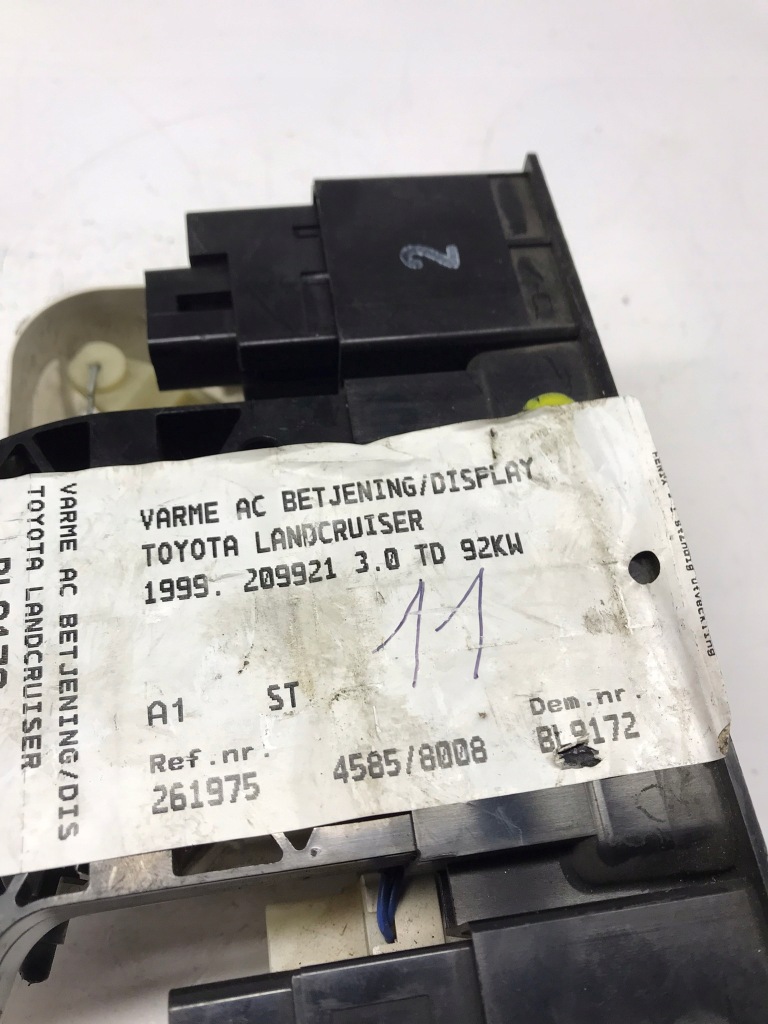 2
VARME AC BETJENING/DISPLAY
TOYOTA LANDCRUISER
1999. 209921 3.0 TD 92KW
11
A1 ST
Ref.nr. 4585/8008 Dem.nr.
261975 BL9172
VARME AC BETJENING/DIS
TOYOTA LANDCRUISER